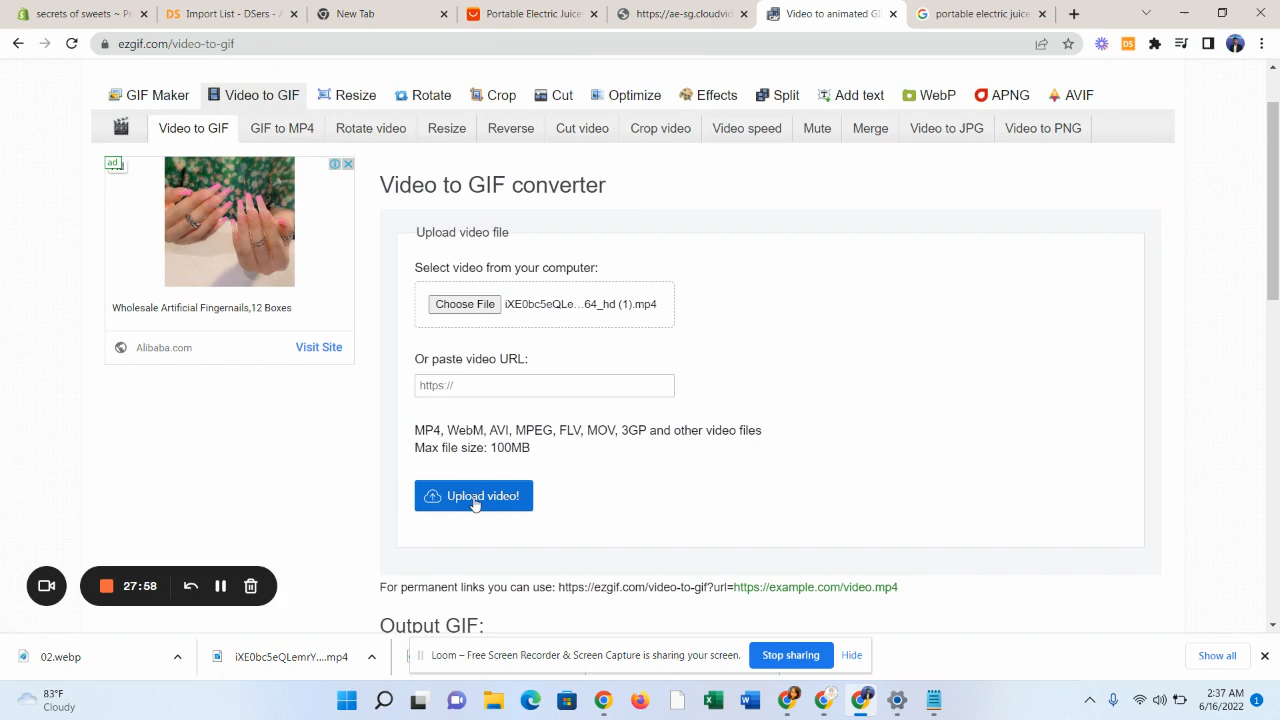 secrets of sweets ~ Pr
Import List - DSers - A
New Tab
Portable Electric Juice
https://ae-sg.cloudvid
Video to animated GIF
portable electric juice
ezgif.com/video-to-gif
DS
GIF Maker
Video to GIF
Resize
Rotate
Crop
Cut
Optimize
Effects
Split
Add text
WebP
APNG
AVIF
Video to GIF
GIF to MP4
Rotate video
Resize
Reverse
Cut video
Crop video
Video speed
Mute
Merge
Video to JPG
Video to PNG
ad
Wholesale Artificial Fingernails,12 Boxes
Alibaba.com
Visit Site
Video to GIF converter
Upload video file
Select video from your computer:
Choose File iXE0bc5eQLe...64_hd (1).mp4
Or paste video URL:
https://
MP4, WebM, AVI, MPEG, FLV, MOV, 3GP and other video files
Max file size: 100MB
Upload video!
For permanent links you can use: https://ezgif.com/video-to-gif?url=https://example.com/video.mp4
Output GIF:
27:58
02.webp
iXE0bc5eQLemrY....mp4
Loom – Free Screen Recorder & Screen Capture is sharing your screen.
Stop sharing
Hide
Show all
83°F
Cloudy
2:37 AM
6/16/2022
1